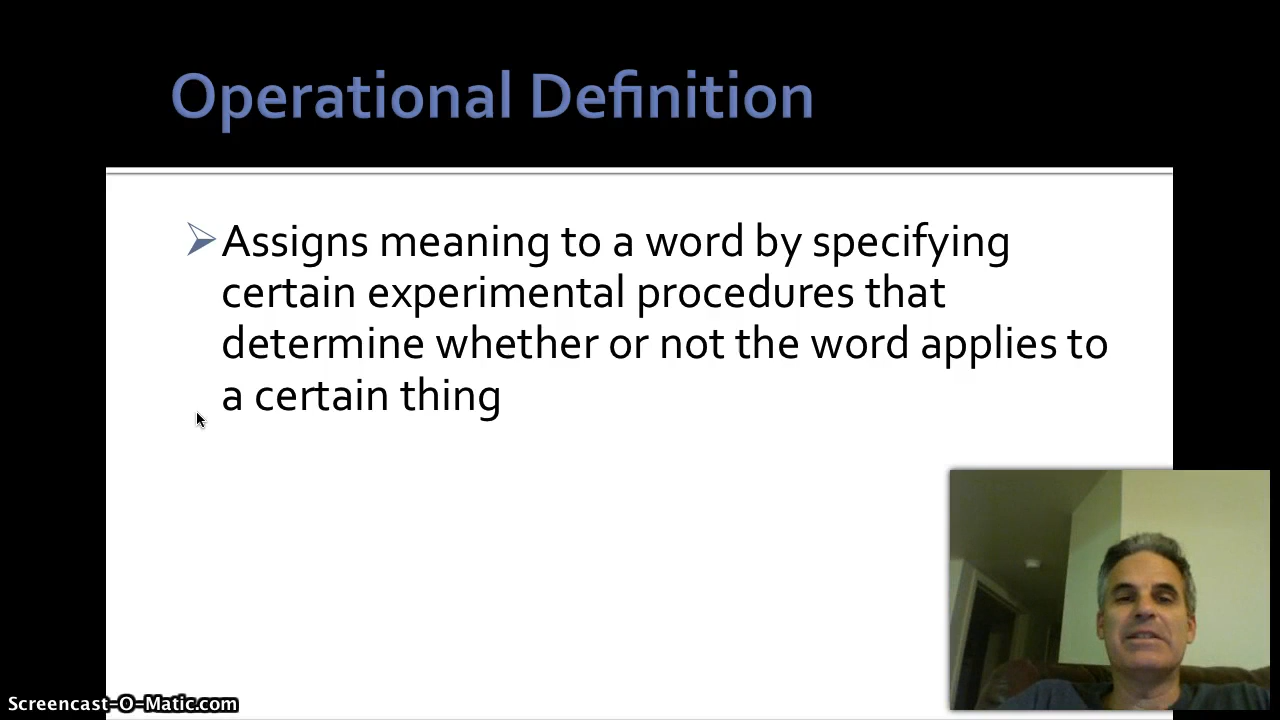 Operational Definition
Assigns meaning to a word by specifying
certain experimental procedures that
determine whether or not the word applies to
a certain thing
Screencast-O-Matic.com